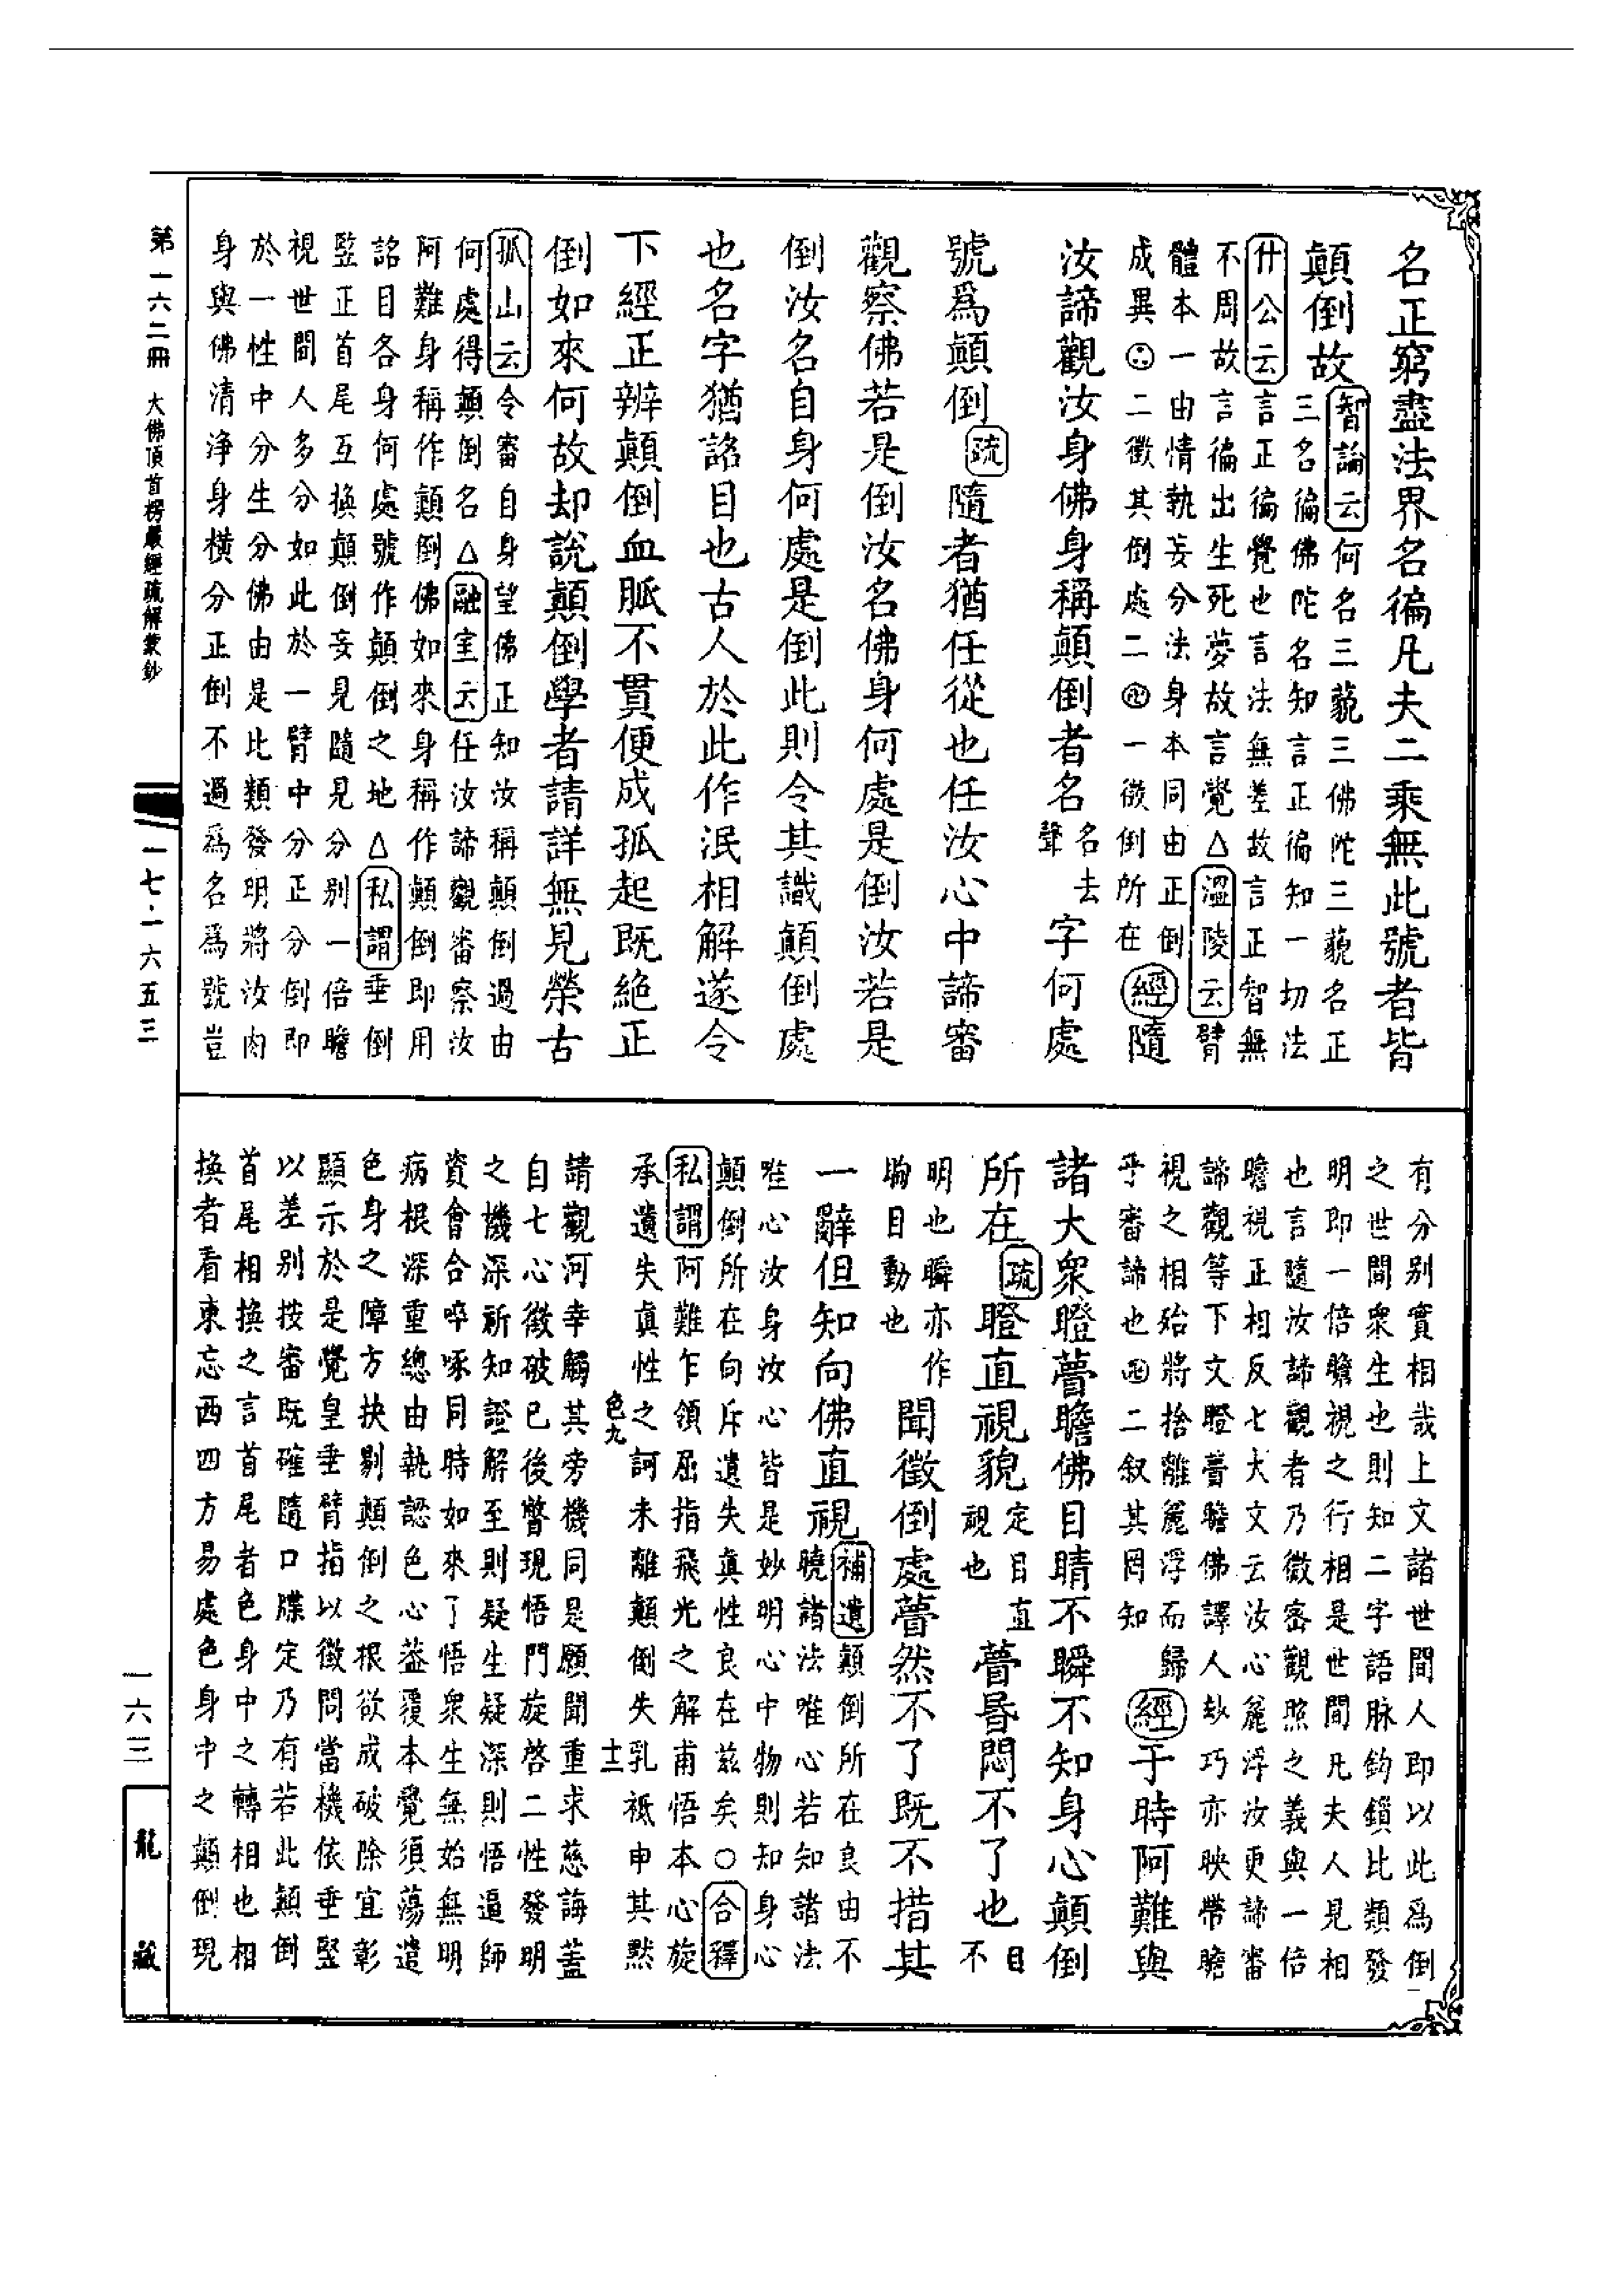 名正窮盡法界名徧凡夫二乘無此號者皆
顛倒故
智論云何名三藐三佛陀三藐名正
三名徧佛陀名知言正徧知一切法
什公云言正徧覺也言法無差故言正智無
不周故言徧出生死夢故言覺△溫陵云臂
體本一由情執妄分法身本同由正倒
成異㊂二徵其倒處二㊃一徵倒所在
經隨
汝諦觀汝身佛身稱顛倒者名
名去
聲
字何處
號爲顛倒疏隨者猶任從也任汝心中諦審
觀察佛若是倒汝名佛身何處是倒汝若是
倒汝名自身何處是倒此則令其識顛倒處
也名字猶詺目也古人於此作泯相解遂令
下經正辨顛倒血脈不貫便成孤起既絶正
倒如來何故却說顛倒學者請詳無見榮古
孤山云令審自身望佛正知汝稱顛倒過由
何處得顛倒名△融室云任汝諦觀審察汝
阿難身稱作顛倒佛如來身稱作顛倒即用
詺目各身何處號作顛倒之地△私謂垂倒
豎正首尾互換顛倒妄見隨見分別一倍瞻
視世間人多分如此於一臂中分正分倒即
於一性中分生分佛由是比類發明將汝肉
身與佛清淨身橫分正倒不過爲名爲號豈
有分別實相哉上文諸世間人即以此爲倒
之世間衆生也則知二字語脉鈎鎖比類發
明即一倍瞻視之行相是世間凡夫人見相
也言隨汝諦觀者乃微密觀照之義與一倍
瞻視正相反七大文云汝心麄浮汝更諦審
諦觀等下文瞪瞢瞻佛譯人玅巧亦映帶瞻
視之相殆將捨離麄浮而歸
乎審諦也㊃二叙其罔知
經于時阿難與
諸大衆瞪瞢瞻佛目睛不瞬不知身心顛倒
所在疏瞪直視貌
定目直
視也
瞢昬悶不了也
目不
明也瞬亦作
眴目動也
聞徵倒處瞢然不了既不措其
一辭但知向佛直視
補遺顛倒所在良由不
曉諸法唯心若知諸法
唯心汝身汝心皆是妙明心中物則知身心
顛倒所在向斥遺失真性良在茲矣○合釋
私謂阿難乍領屈指飛光之解甫悟本心旋
承遺失真性之訶未離顛倒失乳祗申其㸃
請觀河幸觸其旁機同是願聞重求慈誨蓋
自七心徵破已後瞥現悟門旋啓二性發明
之機深祈知證解至則疑生疑深則悟逼師
資會合啐啄同時如來了悟衆生無始無明
病根深重總由執認色心蓋覆本覺須蕩遣
色身之障方抉剔顛倒之根欲成破除宜彰
顯示於是覺皇垂臂指以徵問當機依垂豎
以差別按審既確隨口牒定乃有若此顛倒
首尾相換之言首尾者色身中之轉相也相
換者看東忘西四方易處色身中之顛倒現
色九
十三
第一六二冊 大佛頂首楞嚴經疏解蒙鈔
一七·一六五三
一六三
龍藏